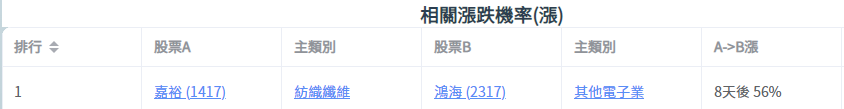 相關漲跌機率(漲)
排行 股票A 主類別 股票B 主類別 A->B漲
1 嘉裕 (1417) 紡織纖維 鴻海 (2317) 其他電子業 8天後 56%